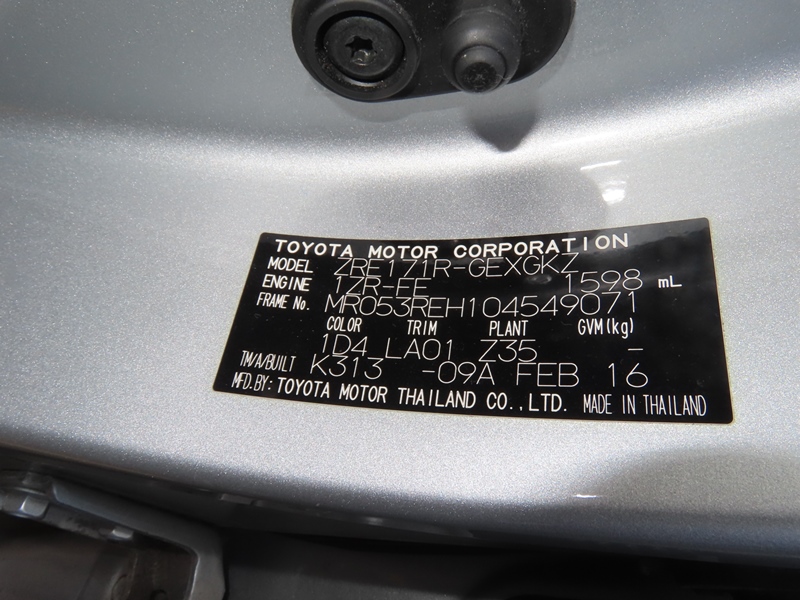 TOYOTA MOTOR CORPORATION
MODEL ZRE171R-GEXGKZ
ENGINE 1ZR-FE 1598 mL
FRAME No. MR053REH104549071
COLOR TRIM PLANT GVM(kg)
1D4 LA01 Z35 -
TM/A/BUILT K313 -09A FEB 16
MFD.BY: TOYOTA MOTOR THAILAND CO.,LTD. MADE IN THAILAND